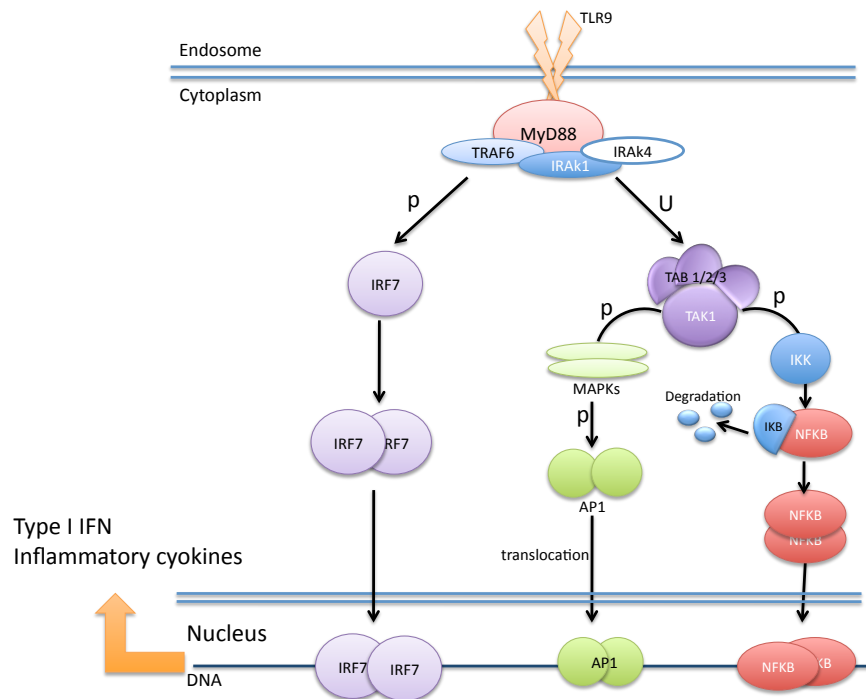 TLR9
Endosome
Cytoplasm
MyD88
TRAF6
IRAk4
IRAk1
p
U
IRF7
TAB 1/2/3
TAK1
p
p
IKK
MAPKs
Degradation
p
IKB
NFKB
IRF7
RF7
AP1
NFKB
NFKB
Type I IFN
Inflammatory cyokines
translocation
Nucleus
DNA
IRF7
IRF7
AP1
NFKB
KB